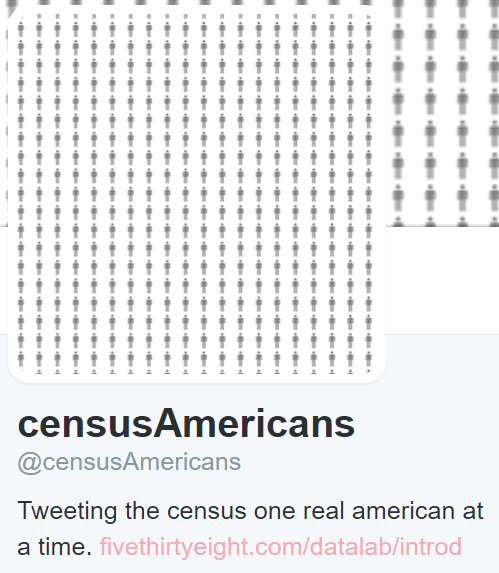 censusAmericans
@censusAmericans
Tweeting the census one real american at
a time. fivethirtyeight.com/datalab/introd